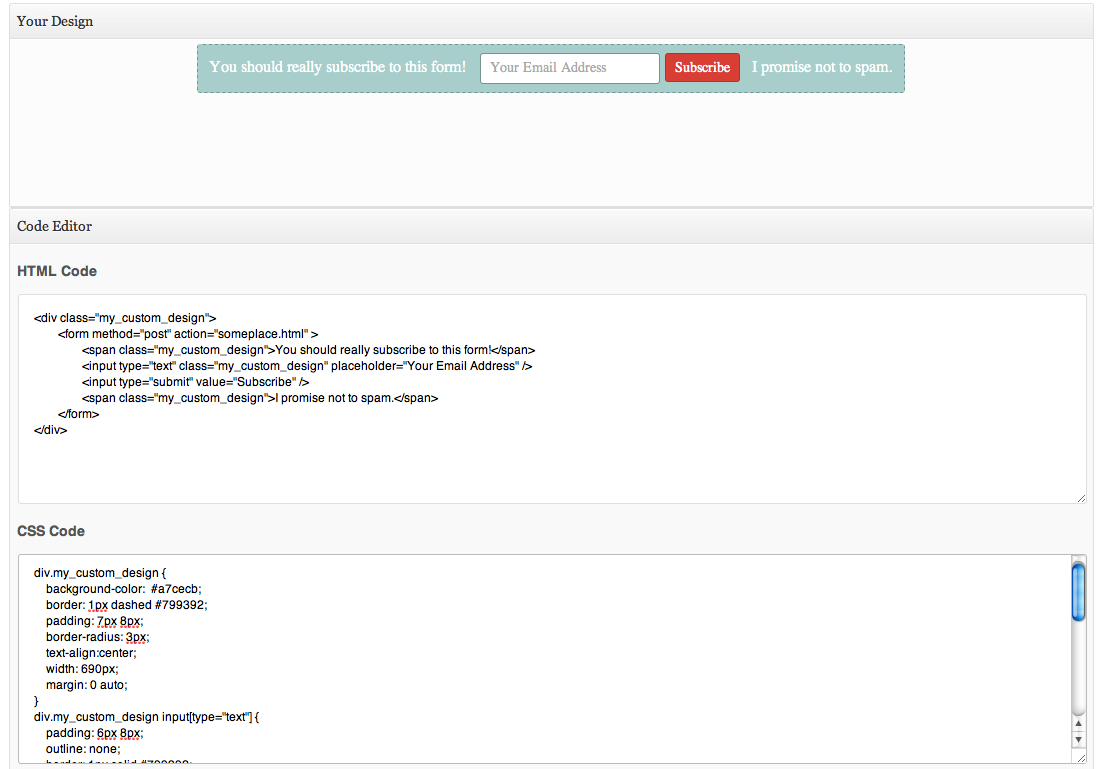 Your Design
You should really subscribe to this form! Your Email Address Subscribe I promise not to spam.
Code Editor
HTML Code
<div class="my_custom_design">
<form method="post" action="someplace.html" >
<span class="my_custom_design">You should really subscribe to this form!</span>
<input type="text" class="my_custom_design" placeholder="Your Email Address" />
<input type="submit" value="Subscribe" />
<span class="my_custom_design">I promise not to spam.</span>
</form>
</div>
CSS Code
div.my_custom_design {
background-color:  #a7cecb;
border: 1px dashed #799392;
padding: 7px 8px;
border-radius: 3px;
text-align:center;
width: 690px;
margin: 0 auto;
}
div.my_custom_design input[type="text"] {
padding: 6px 8px;
outline: none;
border: 1px solid